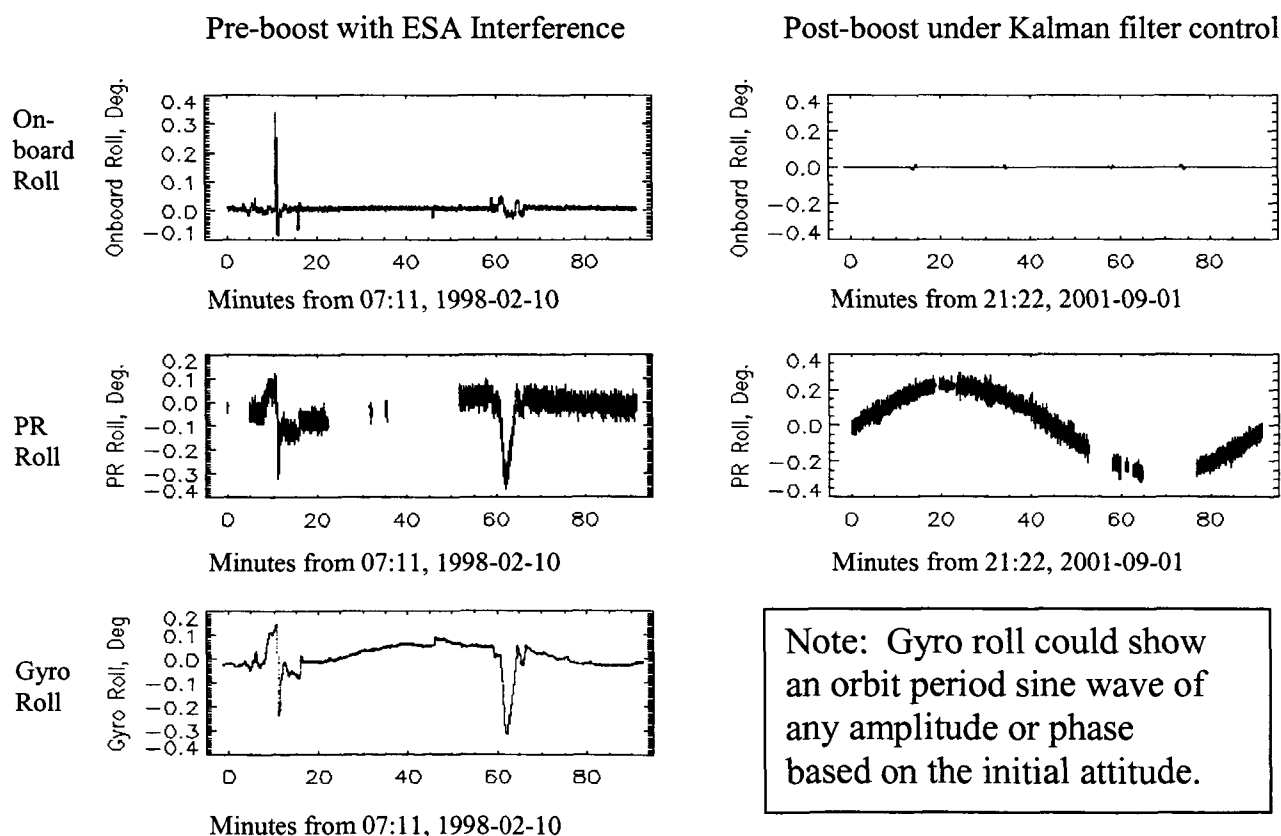 Pre-boost with ESA Interference
Post-boost under Kalman filter control
On-
board
Roll
Onboard Roll, Deg.
0.4
0.3
0.2
0.1
0.0
−0.1
0 20 40 60 80
Minutes from 07:11, 1998-02-10
Onboard Roll, Deg.
0.4
0.2
0.0
−0.2
−0.4
0 20 40 60 80
Minutes from 21:22, 2001-09-01
PR
Roll
PR Roll, Deg.
0.2
0.1
−0.0
−0.1
−0.2
−0.3
−0.4
0 20 40 60 80
Minutes from 07:11, 1998-02-10
PR Roll, Deg.
0.4
0.2
0.0
−0.2
−0.4
0 20 40 60 80
Minutes from 21:22, 2001-09-01
Gyro
Roll
Gyro Roll, Deg
0.2
0.1
0.0
−0.1
−0.2
−0.3
−0.4
0 20 40 60 80
Minutes from 07:11, 1998-02-10
Note: Gyro roll could show
an orbit period sine wave of
any amplitude or phase
based on the initial attitude.